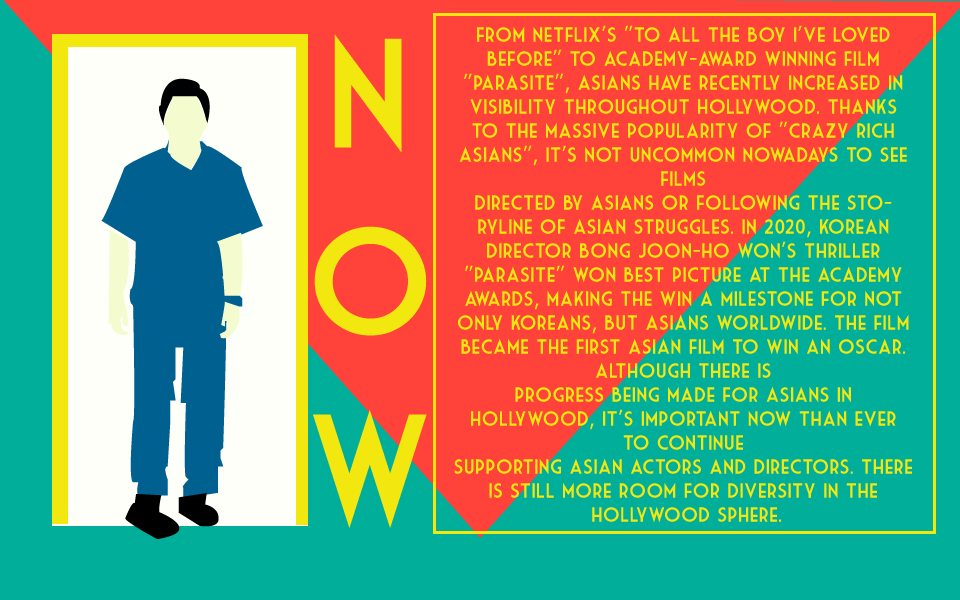 N
O
W
FROM NETFLIX'S "TO ALL THE BOY I'VE LOVED
BEFORE" TO ACADEMY-AWARD WINNING FILM
"PARASITE", ASIANS HAVE RECENTLY INCREASED IN
VISIBILITY THROUGHOUT HOLLYWOOD. THANKS
TO THE MASSIVE POPULARITY OF "CRAZY RICH
ASIANS", IT'S NOT UNCOMMON NOWADAYS TO SEE
FILMS
DIRECTED BY ASIANS OR FOLLOWING THE STO-
RYLINE OF ASIAN STRUGGLES. IN 2020, KOREAN
DIRECTOR BONG JOON-HO WON'S THRILLER
"PARASITE" WON BEST PICTURE AT THE ACADEMY
AWARDS, MAKING THE WIN A MILESTONE FOR NOT
ONLY KOREANS, BUT ASIANS WORLDWIDE. THE FILM
BECAME THE FIRST ASIAN FILM TO WIN AN OSCAR.
ALTHOUGH THERE IS
PROGRESS BEING MADE FOR ASIANS IN
HOLLYWOOD, IT'S IMPORTANT NOW THAN EVER
TO CONTINUE
SUPPORTING ASIAN ACTORS AND DIRECTORS. THERE
IS STILL MORE ROOM FOR DIVERSITY IN THE
HOLLYWOOD SPHERE.